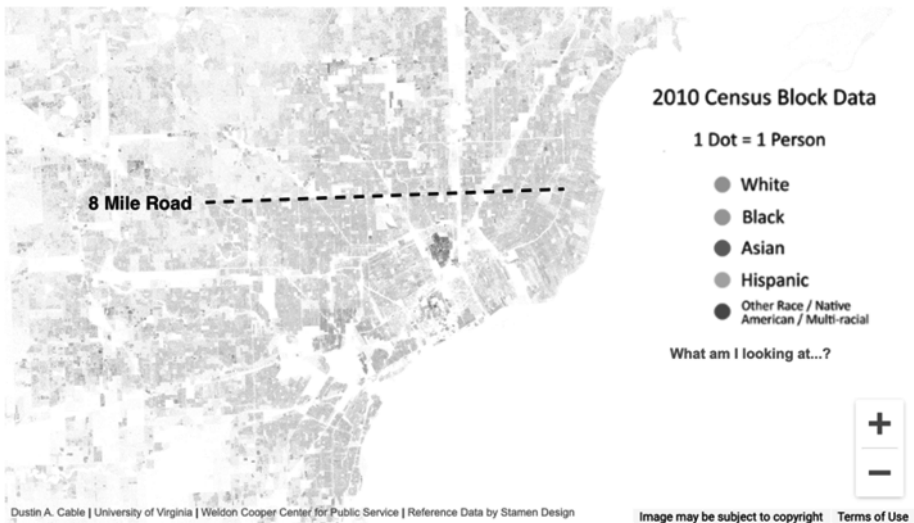 2010 Census Block Data
1 Dot = 1 Person
White
Black
Asian
Hispanic
Other Race / Native
American / Multi-racial
What am I looking at...?
8 Mile Road
+
−
Dustin A. Cable | University of Virginia | Weldon Cooper Center for Public Service | Reference Data by Stamen Design
Image may be subject to copyright Terms of Use